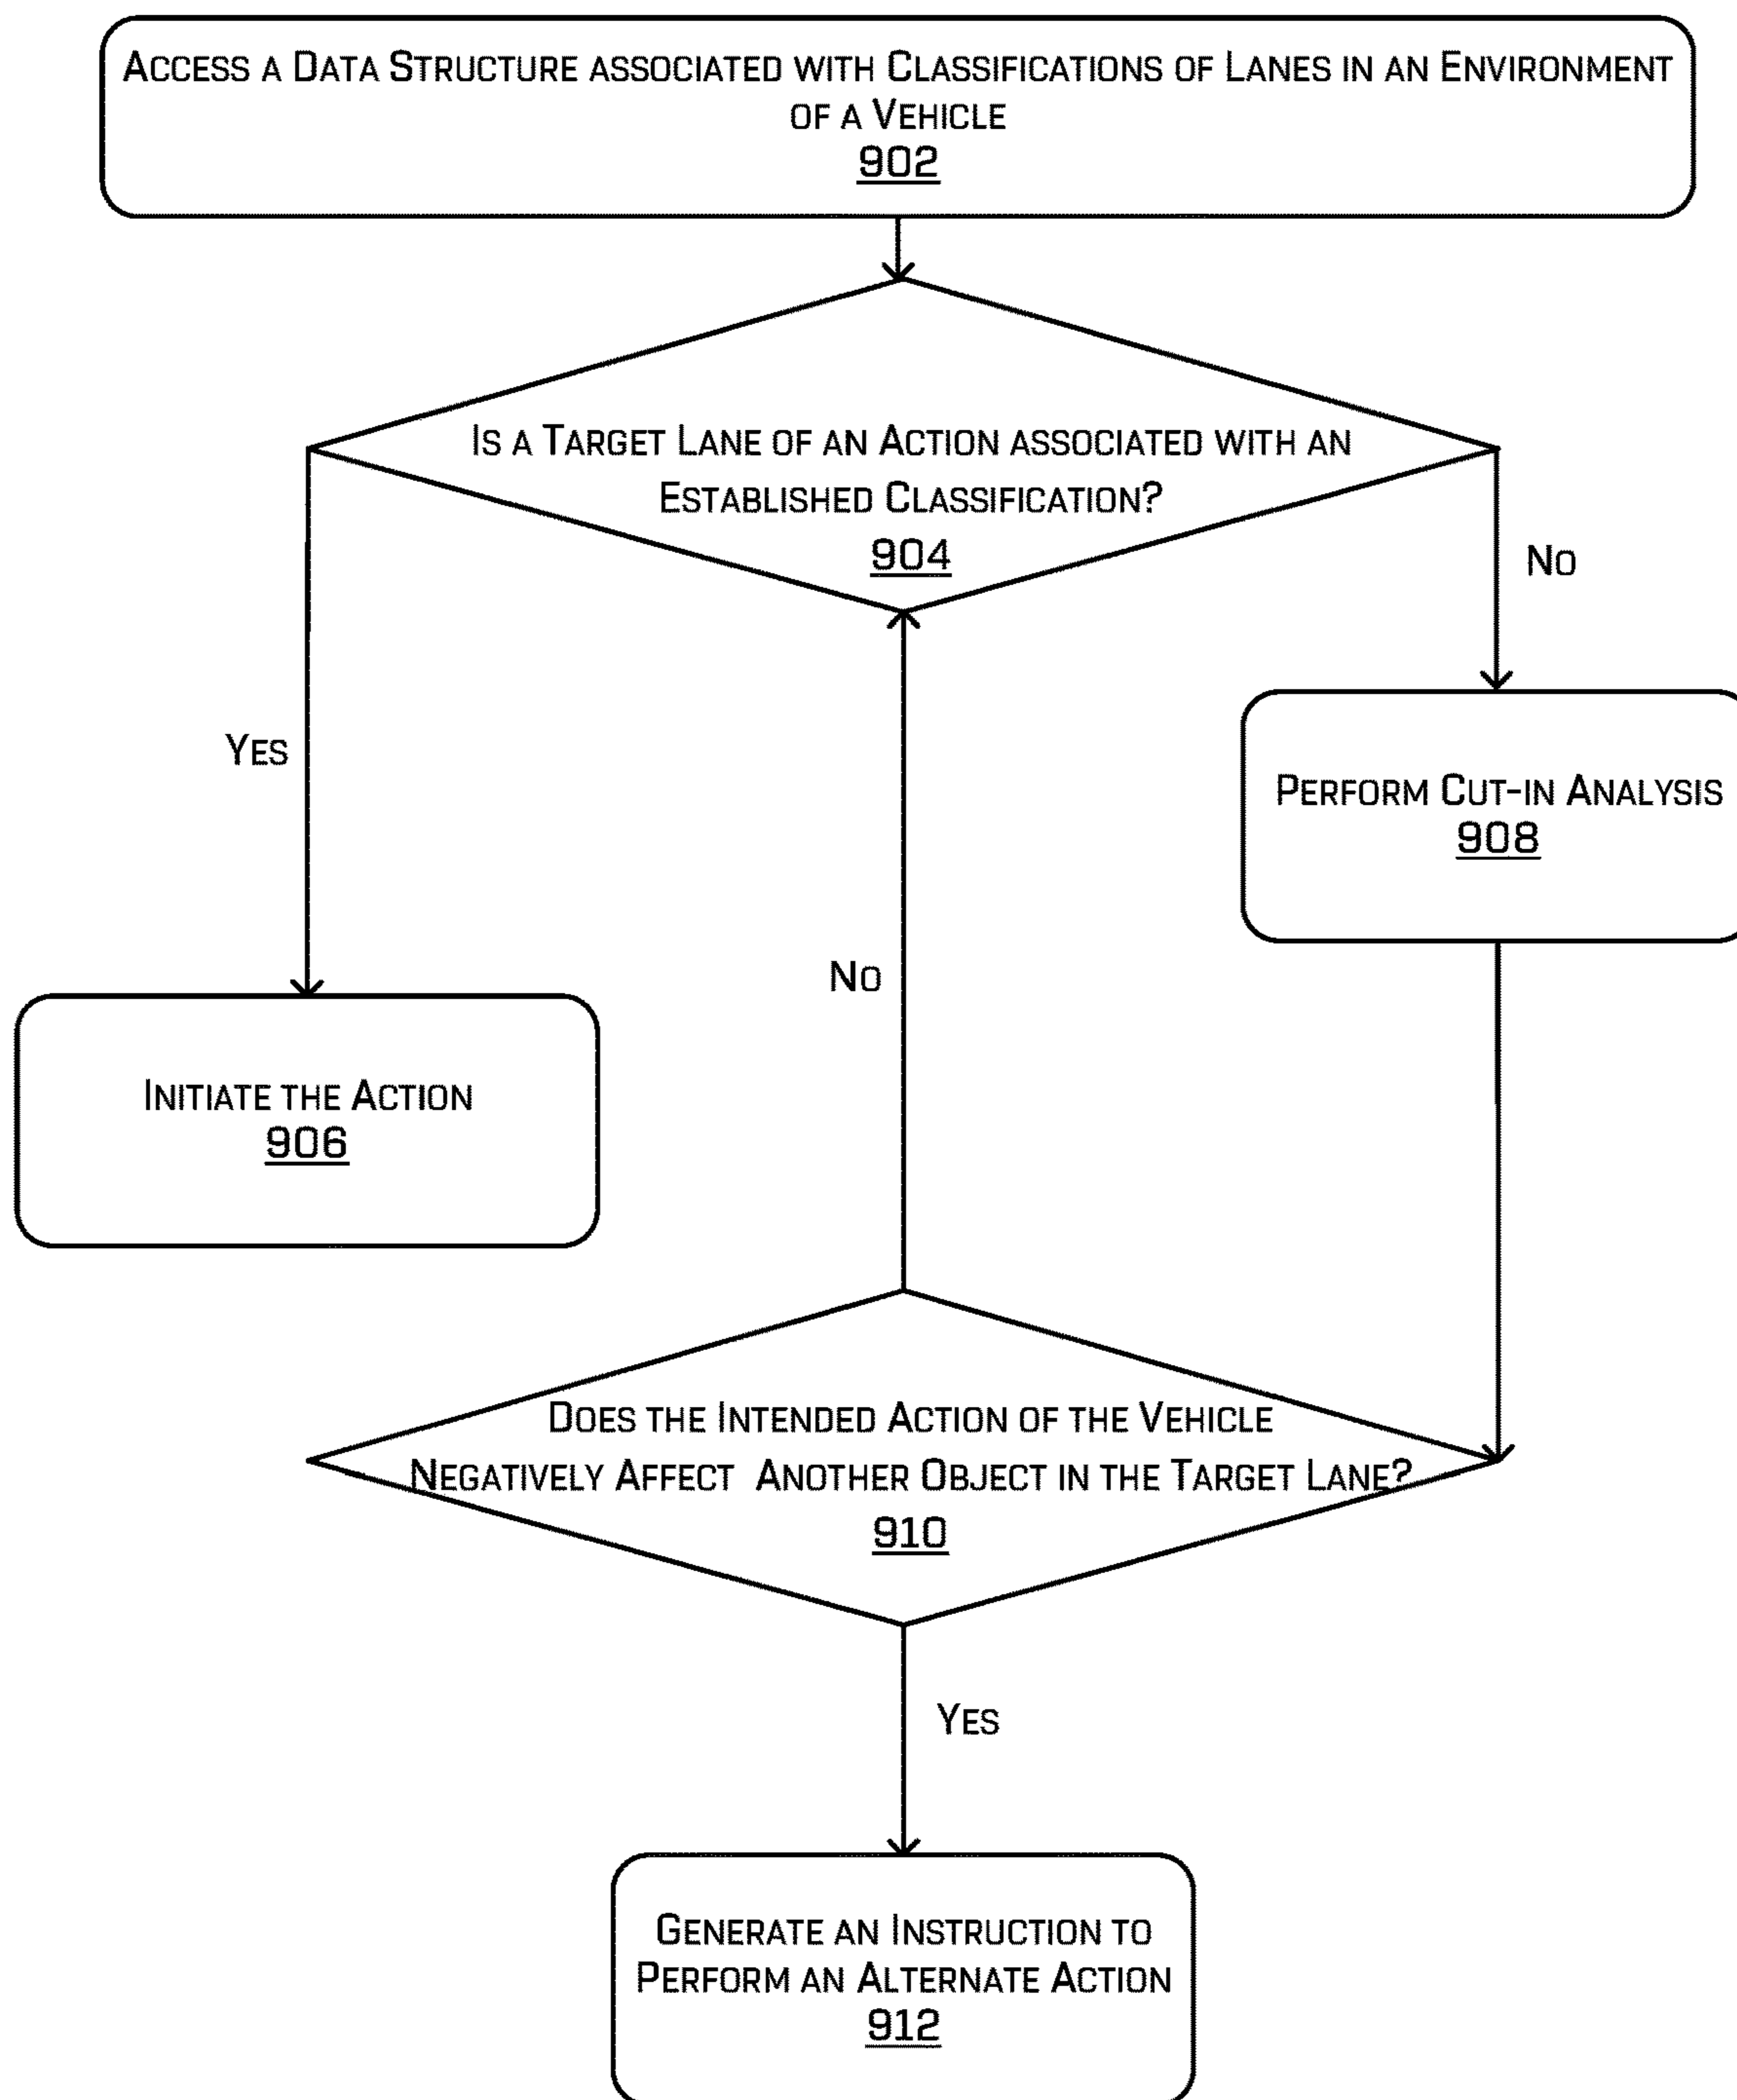 Access a Data Structure associated with Classifications of Lanes in an Environment
of a Vehicle
902
Is a Target Lane of an Action associated with an
Established Classification?
904
No
Yes
Perform Cut-in Analysis
908
No
Initiate the Action
906
Does the Intended Action of the Vehicle
Negatively Affect Another Object in the Target Lane?
910
Yes
Generate an Instruction to
Perform an Alternate Action
912